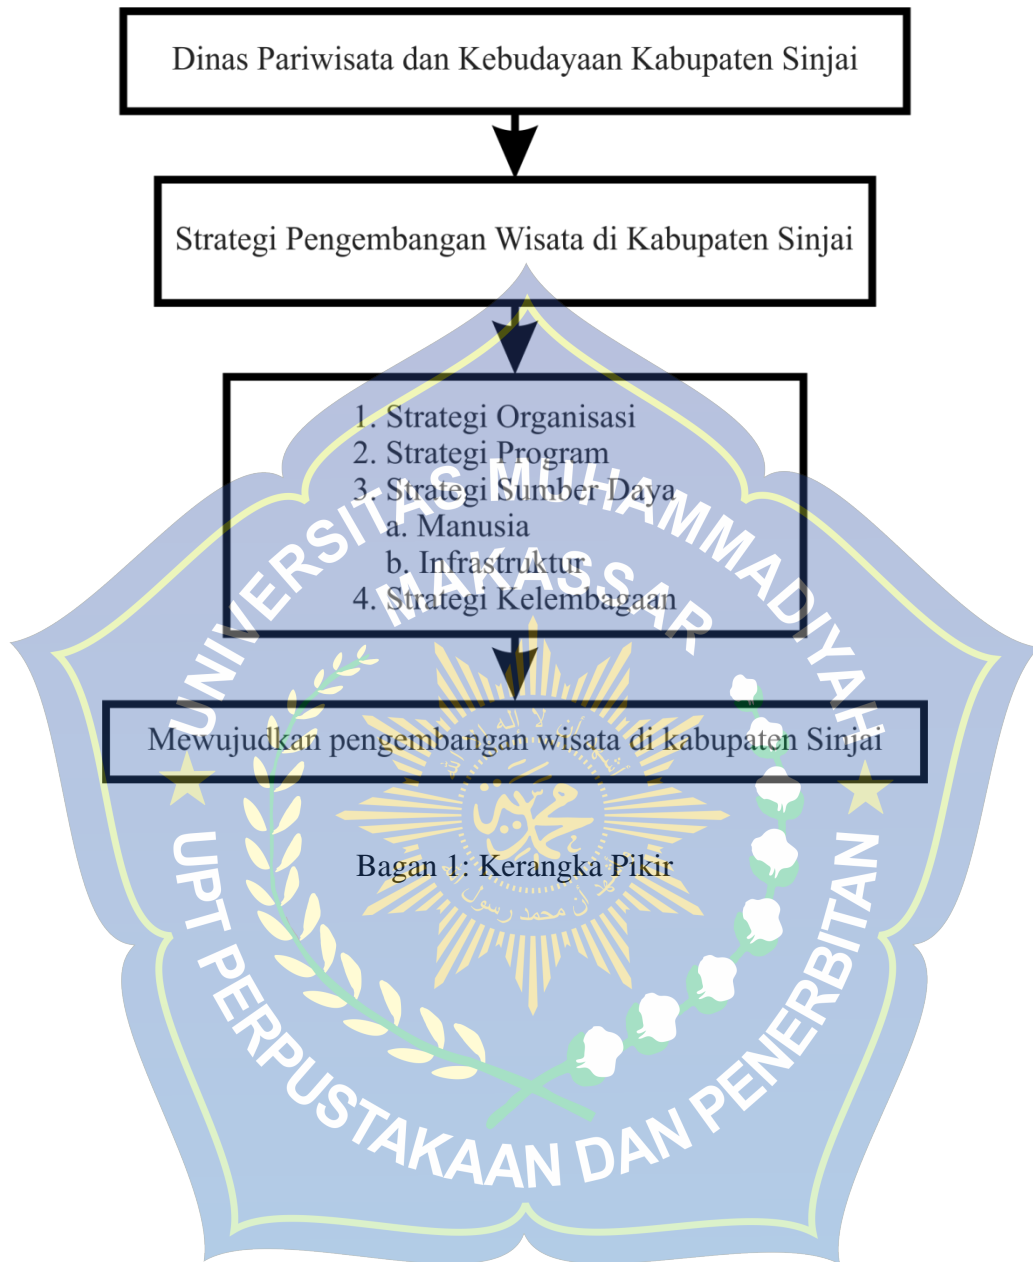 Dinas Pariwisata dan Kebudayaan Kabupaten Sinjai
Strategi Pengembangan Wisata di Kabupaten Sinjai
1. Strategi Organisasi
2. Strategi Program
3. Strategi Sumber Daya
a. Manusia
b. Infrastruktur
4. Strategi Kelembagaan
Mewujudkan pengembangan wisata di kabupaten Sinjai
Bagan 1: Kerangka Pikir
UNIVERSITAS MUHAMMADIYAH
MAKASSAR
محمدية
UPT PERPUSTAKAAN DAN PENERBITAN